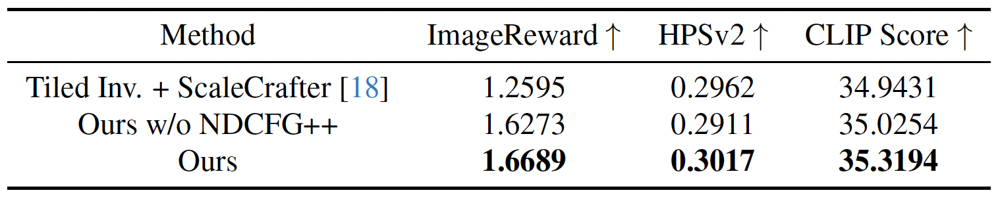 Method ImageReward ↑ HPSv2 ↑ CLIP Score ↑
Tiled Inv. + ScaleCrafter [18] 1.2595 0.2962 34.9431
Ours w/o NDCFG++ 1.6273 0.2911 35.0254
Ours 1.6689 0.3017 35.3194